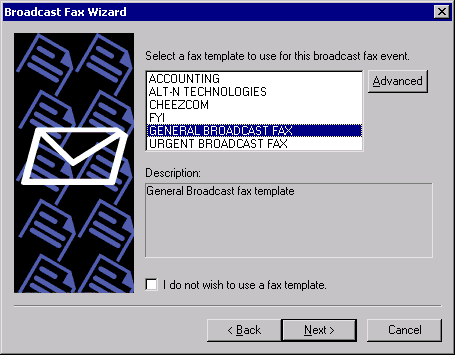 Broadcast Fax Wizard
Select a fax template to use for this broadcast fax event.
ACCOUNTING
ALT-N TECHNOLOGIES
CHEEZCOM
FYI
GENERAL BROADCAST FAX
URGENT BROADCAST FAX
Advanced
Description:
General Broadcast fax template
I do not wish to use a fax template.
< Back
Next >
Cancel